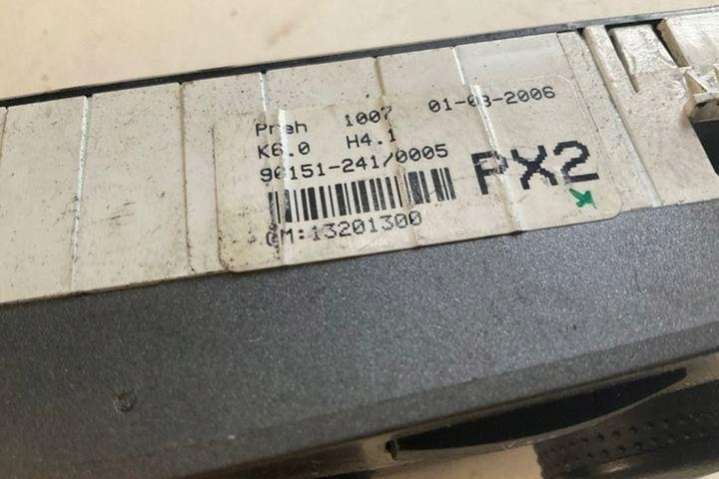 Preh 1007 01-03-2006
K6.0 H4.1
90151-241/0005
PX2
GM:13201300